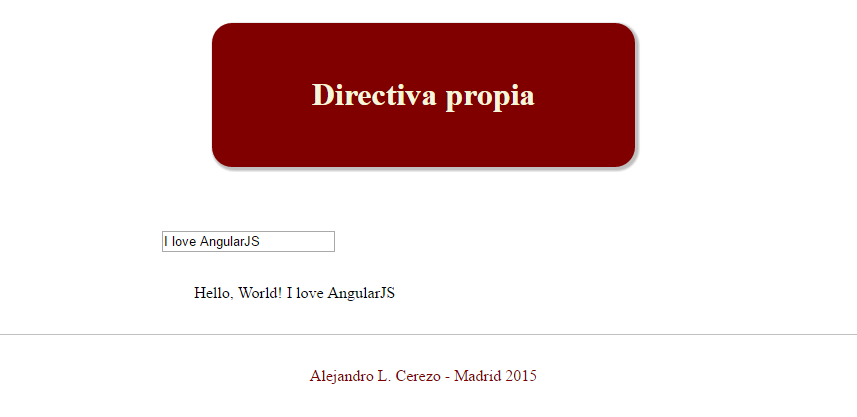 Directiva propia
I love AngularJS
Hello, World! I love AngularJS
Alejandro L. Cerezo - Madrid 2015